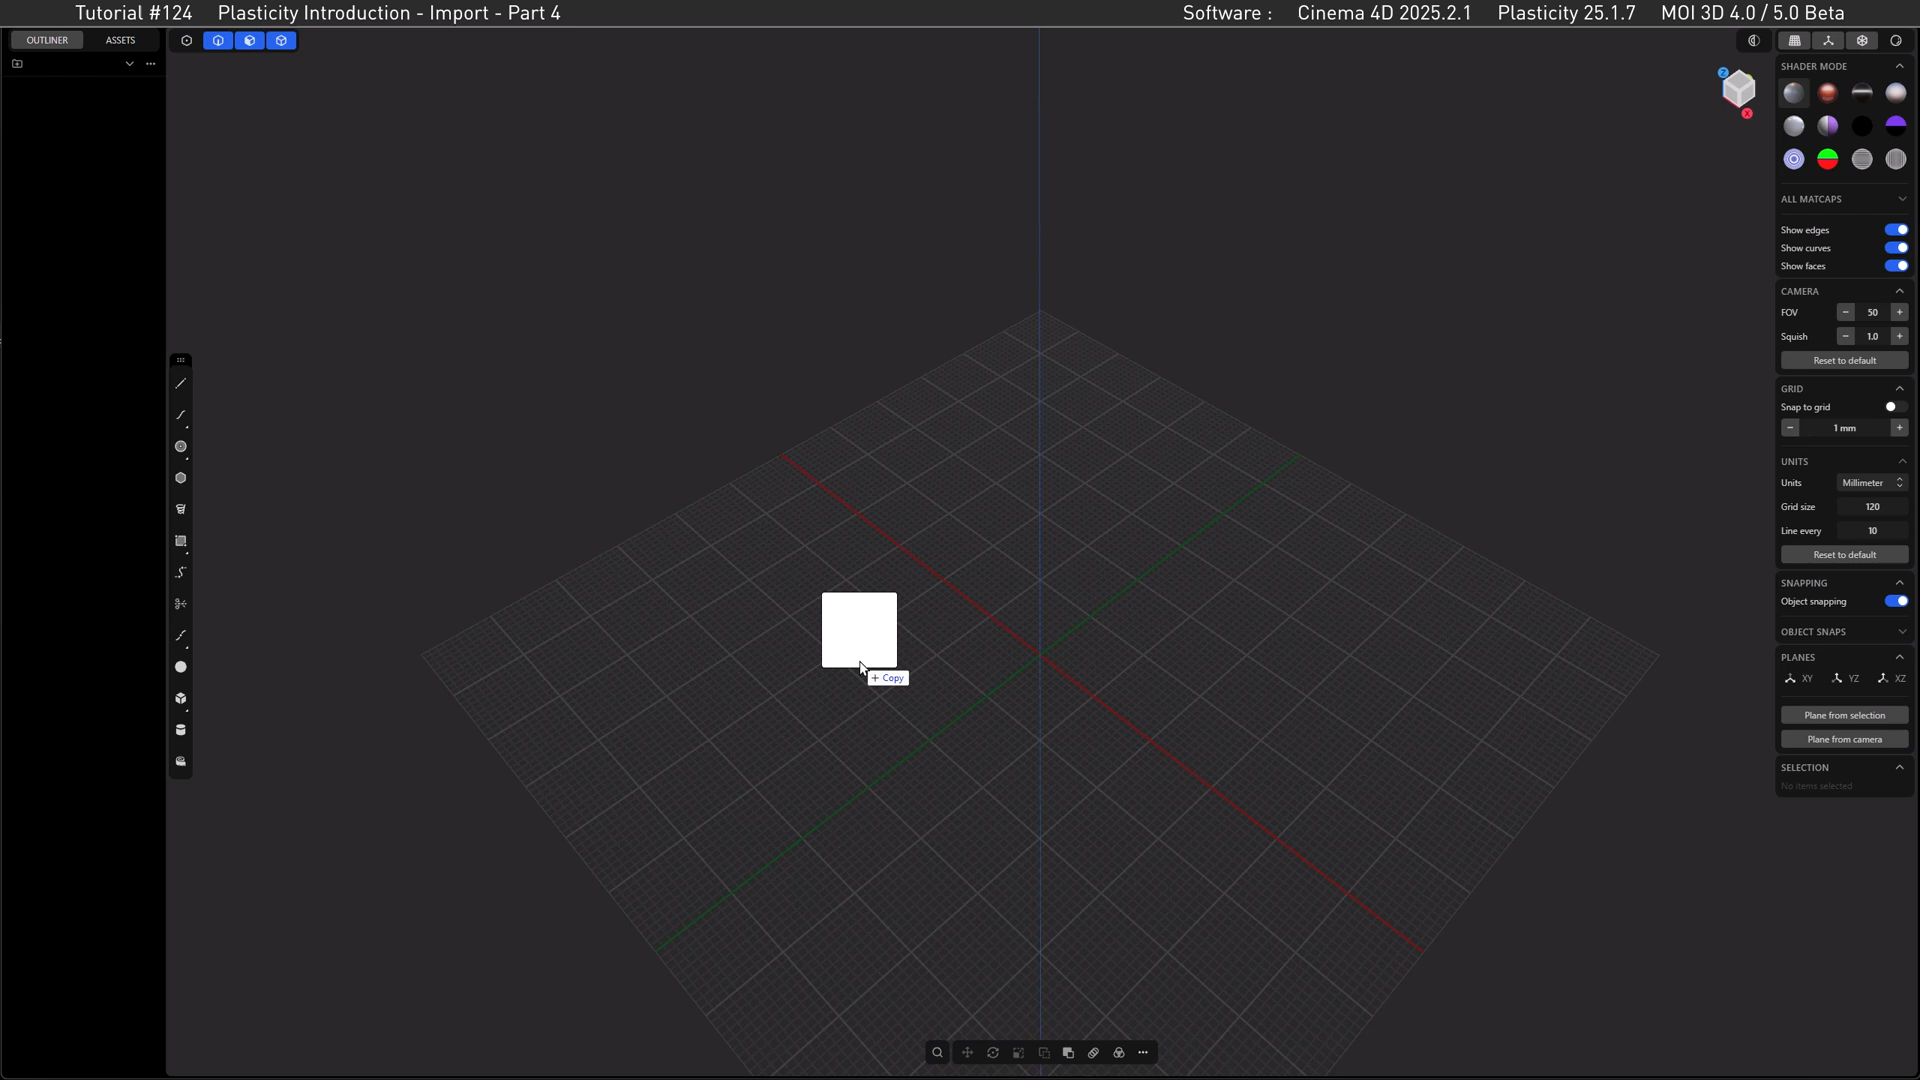 Tutorial #124 Plasticity Introduction - Import - Part 4 Software : Cinema 4D 2025.2.1 Plasticity 25.1.7 MOI 3D 4.0 / 5.0 Beta
OUTLINER ASSETS
Z
X
+ Copy
SHADER MODE
ALL MATCAPS
Show edges
Show curves
Show faces
CAMERA
FOV − 50 +
Squish − 1.0 +
Reset to default
GRID
Snap to grid
− 1 mm +
UNITS
Units Millimeter
Grid size 120
Line every 10
Reset to default
SNAPPING
Object snapping
OBJECT SNAPS
PLANES
XY YZ XZ
Plane from selection
Plane from camera
SELECTION
No items selected